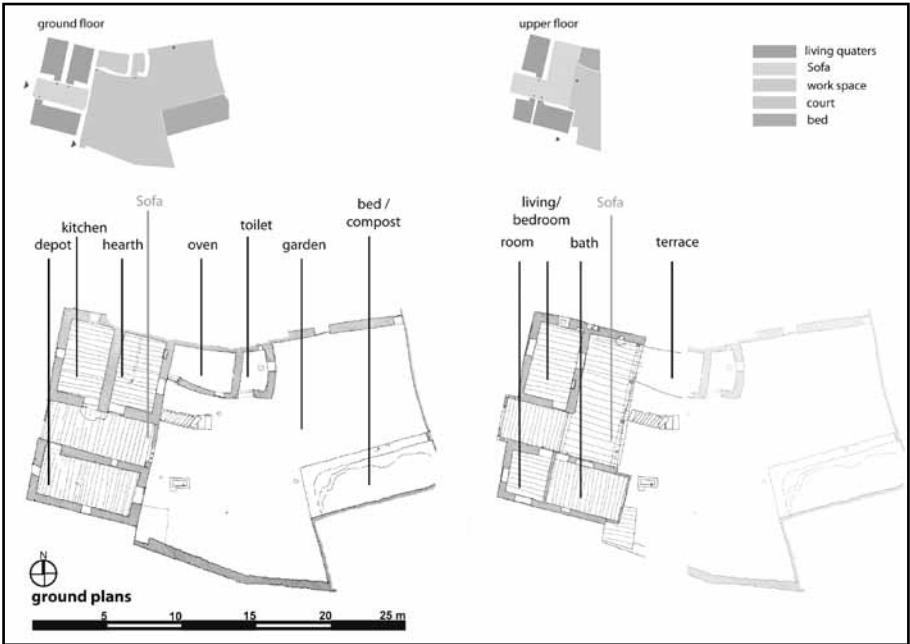 ground floor
upper floor
living quaters
Sofa
work space
court
bed
Sofa
bed /
compost
kitchen
toilet
depot
hearth
oven
garden
living/
bedroom
Sofa
room
bath
terrace
N
ground plans
5
10
15
20
25 m